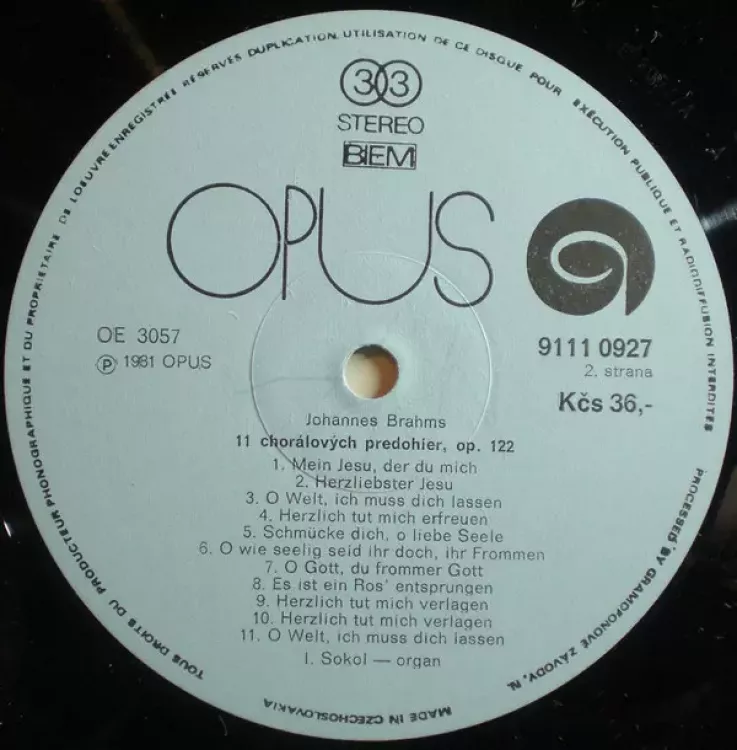 TOUS DROITS DU PRODUCTEUR PHONOGRAPHIQUE ET DU PROPRIETAIRE DE L'OEUVRE ENREGISTRÉE RÉSERVÉS DUPLICATION, UTILISATION DE CE DISQUE POUR EXÉCUTION PUBLIQUE ET RADIODIFFUSION INTERDITES
33
STEREO
BIEM
OPUS
OE 3057
Ⓟ 1981 OPUS
9111 0927
2. strana
Kčs 36,-
Johannes Brahms
11 chorálových predohier, op. 122
1. Mein Jesu, der du mich
2. Herzliebster Jesu
3. O Welt, ich muss dich lassen
4. Herzlich tut mich erfreuen
5. Schmücke dich, o liebe Seele
6. O wie seelig seid ihr doch, ihr Frommen
7. O Gott, du frommer Gott
8. Es ist ein Ros' entsprungen
9. Herzlich tut mich verlagen
10. Herzlich tut mich verlagen
11. O Welt, ich muss dich lassen
I. Sokol — organ
PROCESSED BY GRAMOFONOVÉ ZÁVODY, N.
MADE IN CZECHOSLOVAKIA